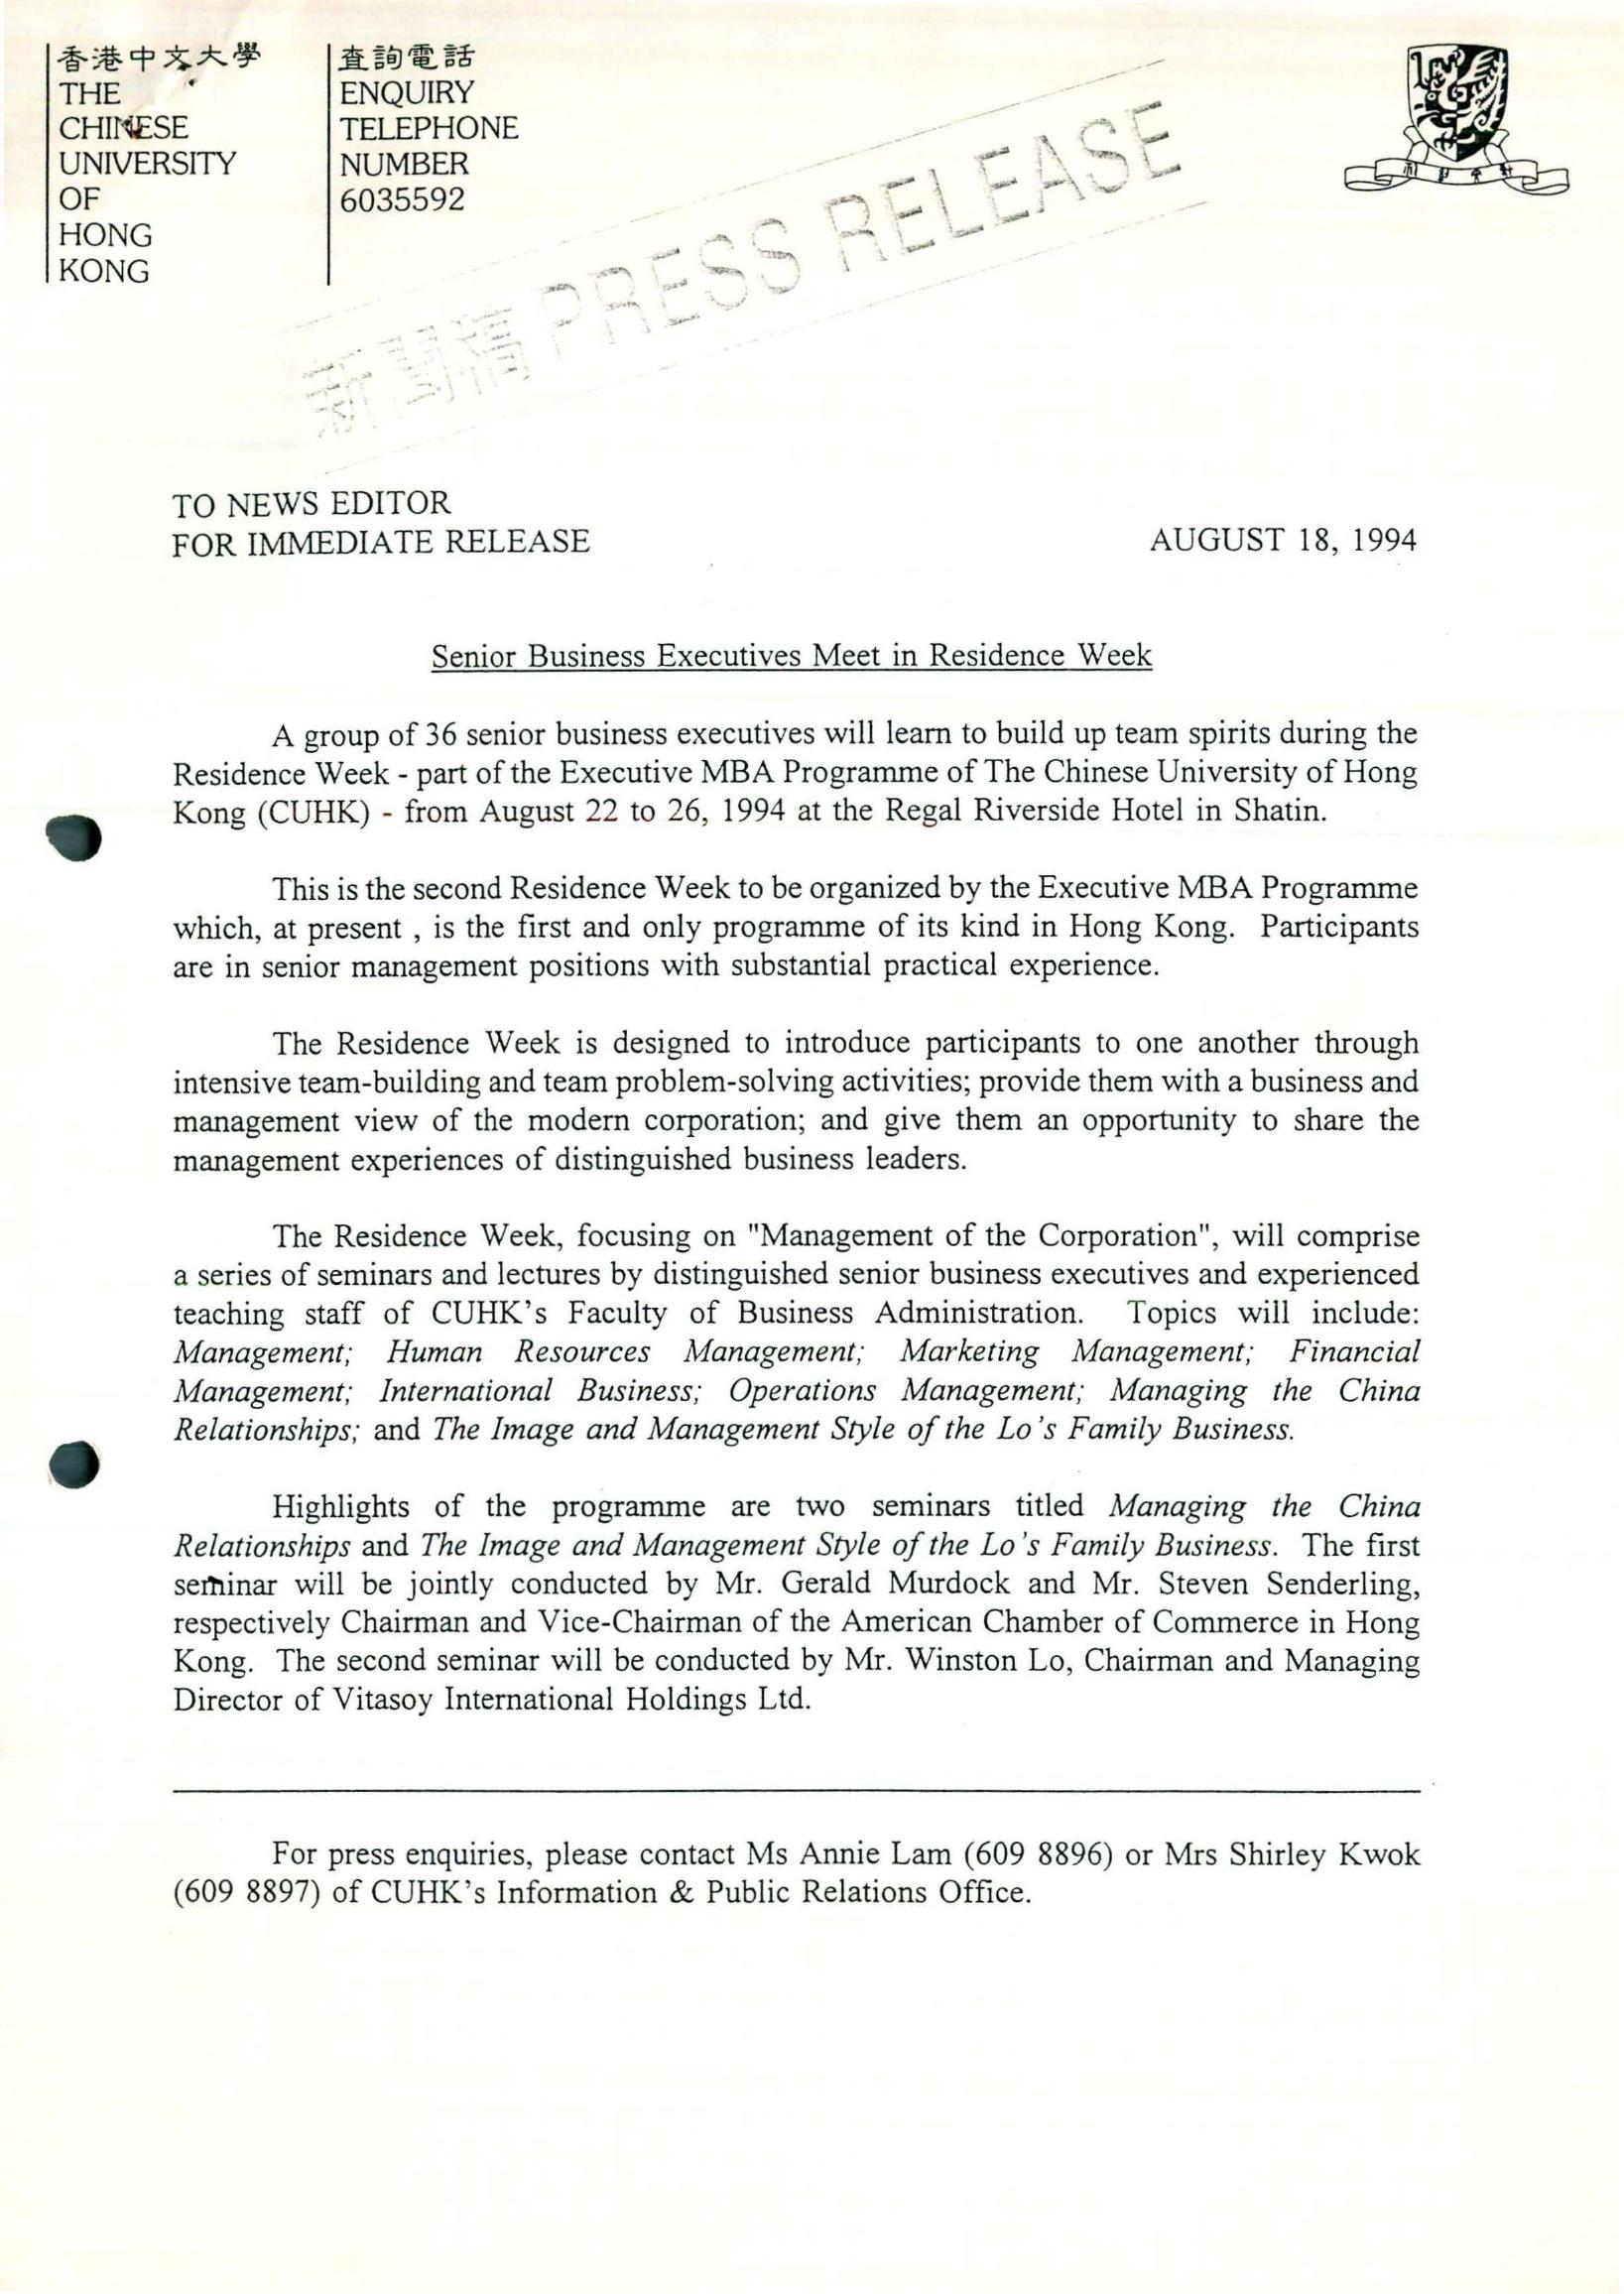 香港中文大學
THE
CHINESE
UNIVERSITY
OF
HONG
KONG
查詢電話
ENQUIRY
TELEPHONE
NUMBER
6035592
新聞稿 PRESS RELEASE
TO NEWS EDITOR
FOR IMMEDIATE RELEASE
AUGUST 18, 1994
Senior Business Executives Meet in Residence Week
A group of 36 senior business executives will learn to build up team spirits during the
Residence Week - part of the Executive MBA Programme of The Chinese University of Hong
Kong (CUHK) - from August 22 to 26, 1994 at the Regal Riverside Hotel in Shatin.
This is the second Residence Week to be organized by the Executive MBA Programme
which, at present , is the first and only programme of its kind in Hong Kong. Participants
are in senior management positions with substantial practical experience.
The Residence Week is designed to introduce participants to one another through
intensive team-building and team problem-solving activities; provide them with a business and
management view of the modern corporation; and give them an opportunity to share the
management experiences of distinguished business leaders.
The Residence Week, focusing on "Management of the Corporation", will comprise
a series of seminars and lectures by distinguished senior business executives and experienced
teaching staff of CUHK's Faculty of Business Administration. Topics will include:
Management; Human Resources Management; Marketing Management; Financial
Management; International Business; Operations Management; Managing the China
Relationships; and The Image and Management Style of the Lo's Family Business.
Highlights of the programme are two seminars titled Managing the China
Relationships and The Image and Management Style of the Lo's Family Business. The first
seminar will be jointly conducted by Mr. Gerald Murdock and Mr. Steven Senderling,
respectively Chairman and Vice-Chairman of the American Chamber of Commerce in Hong
Kong. The second seminar will be conducted by Mr. Winston Lo, Chairman and Managing
Director of Vitasoy International Holdings Ltd.
For press enquiries, please contact Ms Annie Lam (609 8896) or Mrs Shirley Kwok
(609 8897) of CUHK's Information & Public Relations Office.